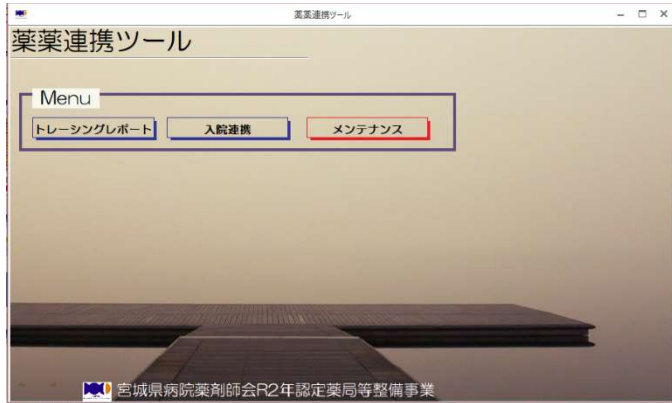 薬薬連携ツール
薬薬連携ツール
Menu
トレーシングレポート
入院連携
メンテナンス
宮城県病院薬剤師会R2年認定薬局等整備事業